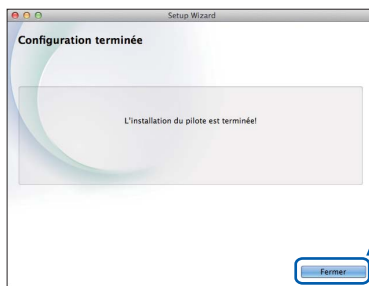 Setup Wizard
Configuration terminée
L'installation du pilote est terminée!
Fermer